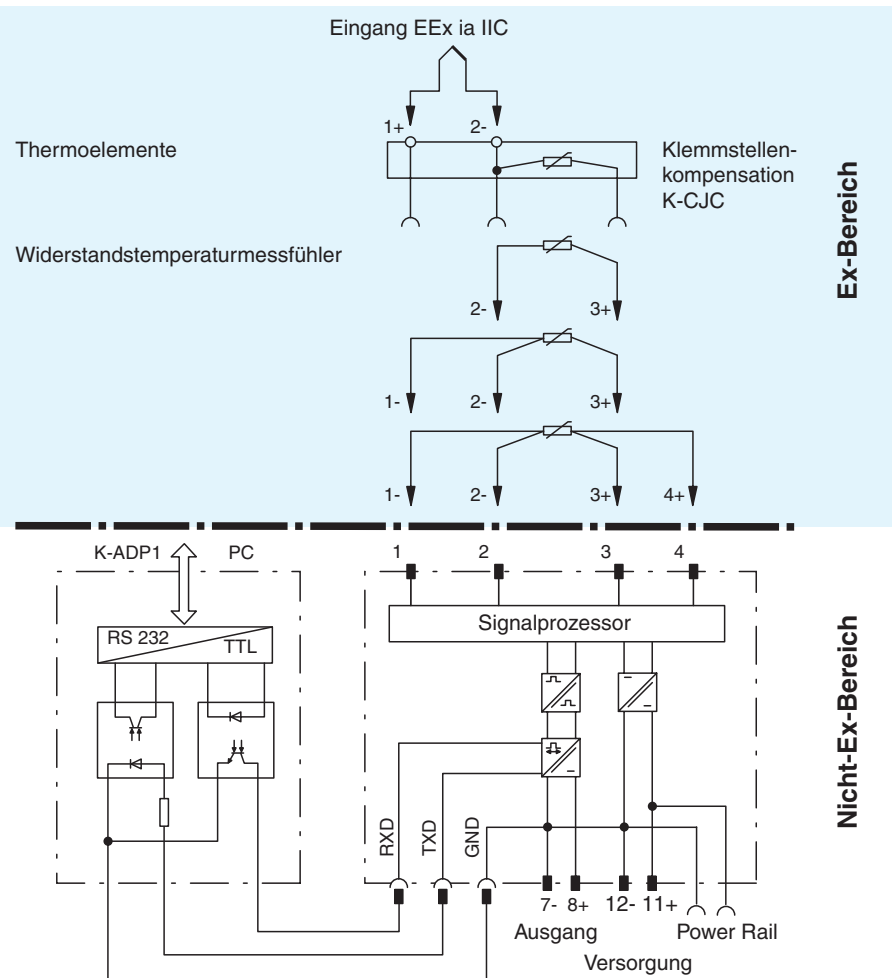 Eingang EEx ia IIC
1+ 2-
Thermoelemente
Klemmstellen-
kompensation
K-CJC
Ex-Bereich
Widerstandstemperaturmessfühler
2- 3+
1- 2- 3+
1- 2- 3+ 4+
K-ADP1 PC
1 2 3 4
RS 232 TTL
Signalprozessor
Nicht-Ex-Bereich
RXD TXD GND
7- 8+ 12- 11+
Ausgang Power Rail
Versorgung